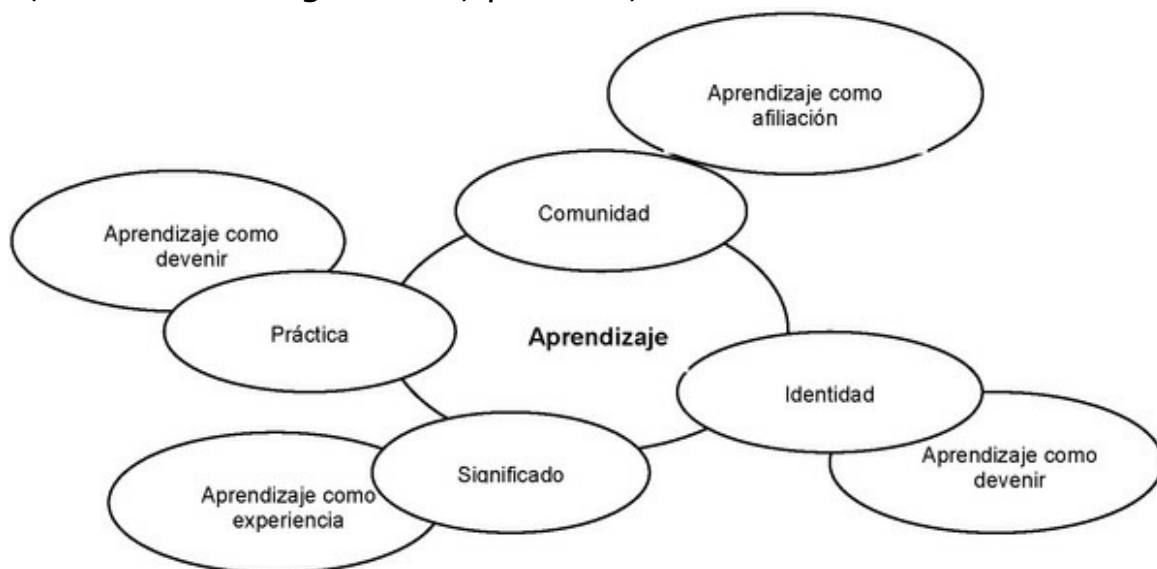 Aprendizaje como
afiliación
Comunidad
Aprendizaje como
devenir
Práctica
Aprendizaje
Identidad
Aprendizaje como
devenir
Significado
Aprendizaje como
experiencia